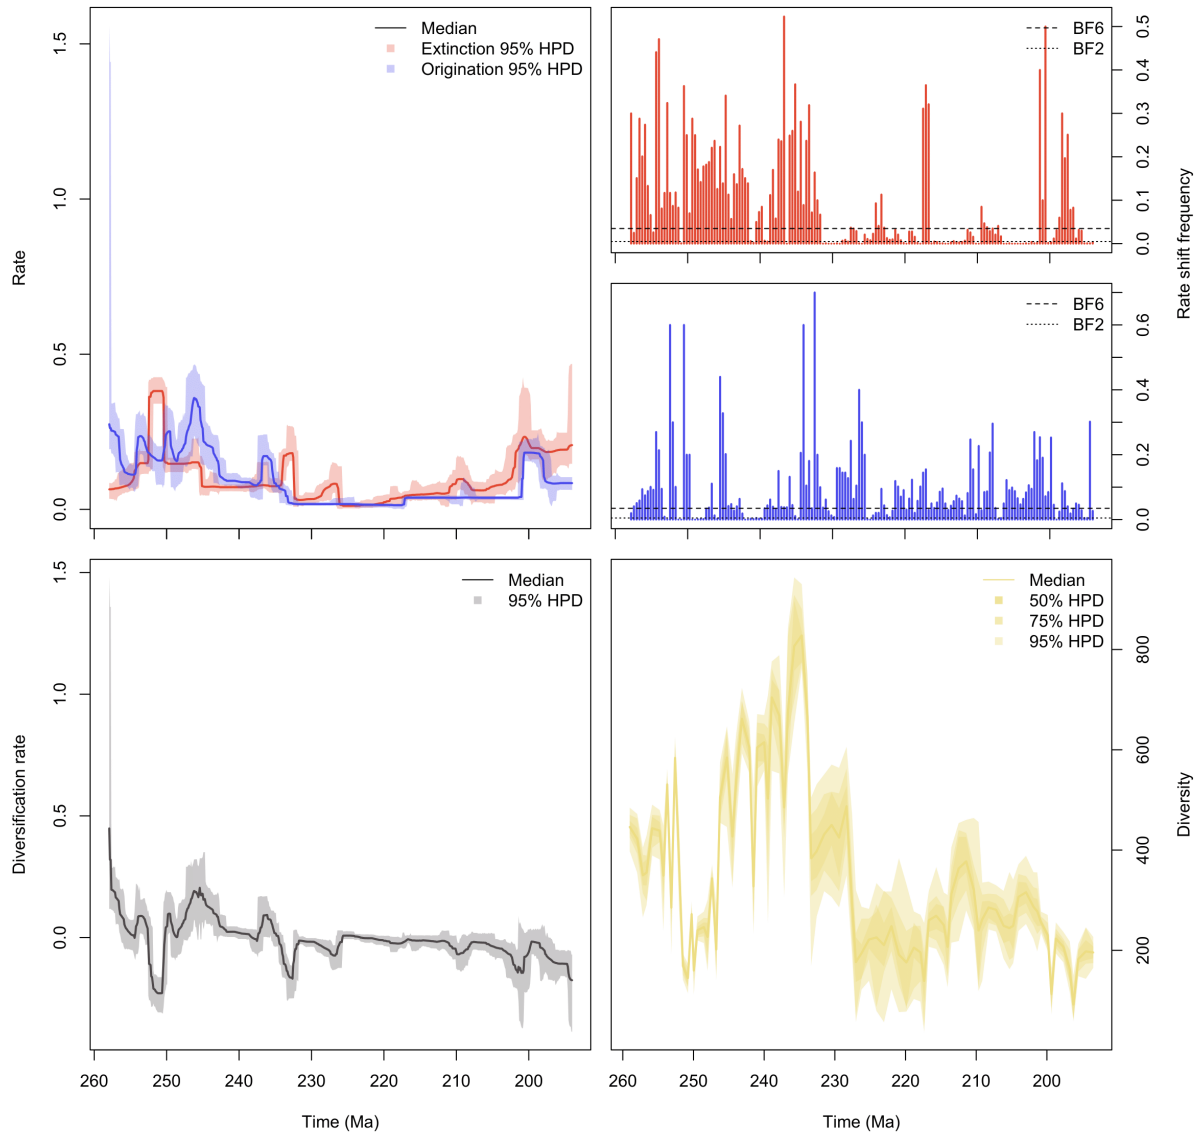 Rate
1.5
1.0
0.5
0.0
Median
Extinction 95% HPD
Origination 95% HPD
BF6
BF2
0.5
0.4
0.3
0.2
0.1
0.0
Rate shift frequency
BF6
BF2
0.6
0.4
0.2
0.0
Diversification rate
1.5
1.0
0.5
0.0
Median
95% HPD
260 250 240 230 220 210 200
Time (Ma)
Median
50% HPD
75% HPD
95% HPD
800
600
400
200
Diversity
260 250 240 230 220 210 200
Time (Ma)